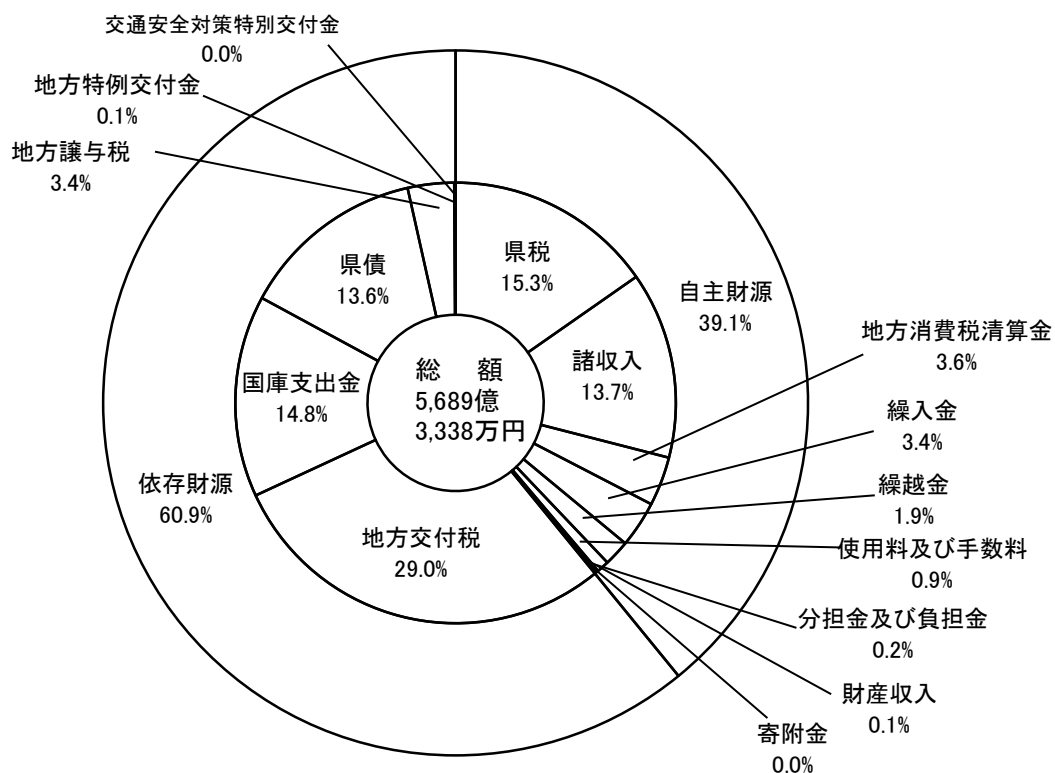 交通安全対策特別交付金
0.0%
地方特例交付金
0.1%
地方譲与税
3.4%
県債
13.6%
県税
15.3%
自主財源
39.1%
地方消費税清算金
3.6%
諸収入
13.7%
総　額
5,689億
3,338万円
国庫支出金
14.8%
繰入金
3.4%
繰越金
1.9%
依存財源
60.9%
地方交付税
29.0%
使用料及び手数料
0.9%
分担金及び負担金
0.2%
財産収入
0.1%
寄附金
0.0%